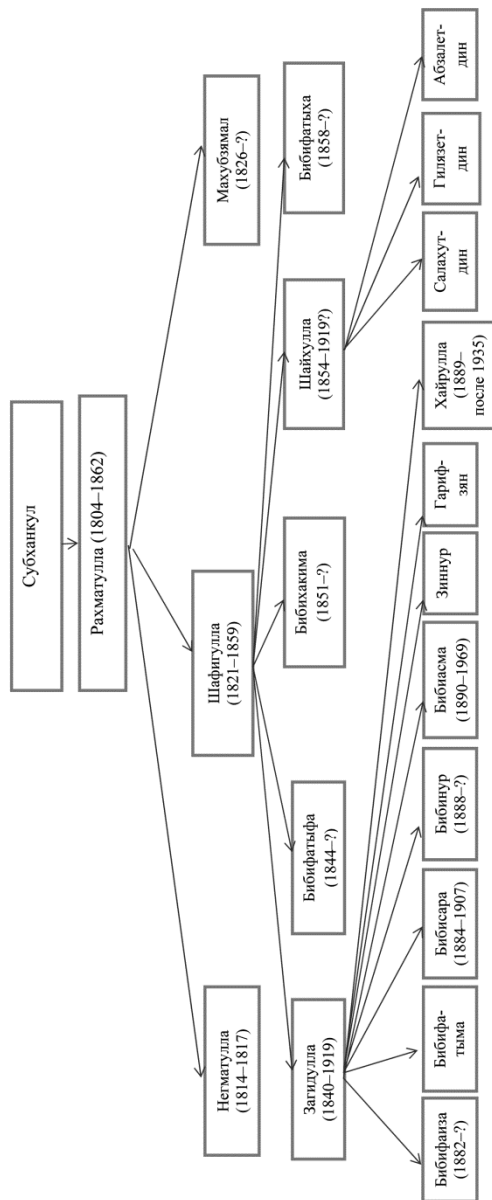 Субханкул
Рахматулла (1804–1862)
Негматулла
(1814–1817)
Шафигулла
(1821–1859)
Махубзямал
(1826–?)
Загидулла
(1840–1919)
Бибифатыфа
(1844–?)
Бибихакима
(1851–?)
Шайхулла
(1854–1919?)
Бибифатыха
(1858–?)
Бибифаиза
(1882–?)
Бибифа-
тыма
Бибисара
(1884–1907)
Бибинур
(1888–?)
Бибиасма
(1890–1969)
Зиннур
Гариф-
зян
Хайрулла
(1889–
после 1935)
Салахут-
дин
Гилязет-
дин
Абзалет-
дин